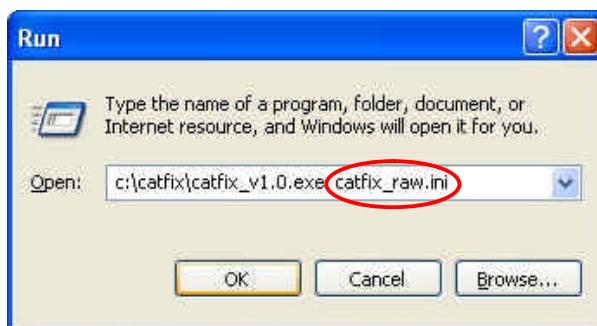 Run
Type the name of a program, folder, document, or
Internet resource, and Windows will open it for you.
Open: c:\catfix\catfix_v1.0.exe catfix_raw.ini
OK Cancel Browse...